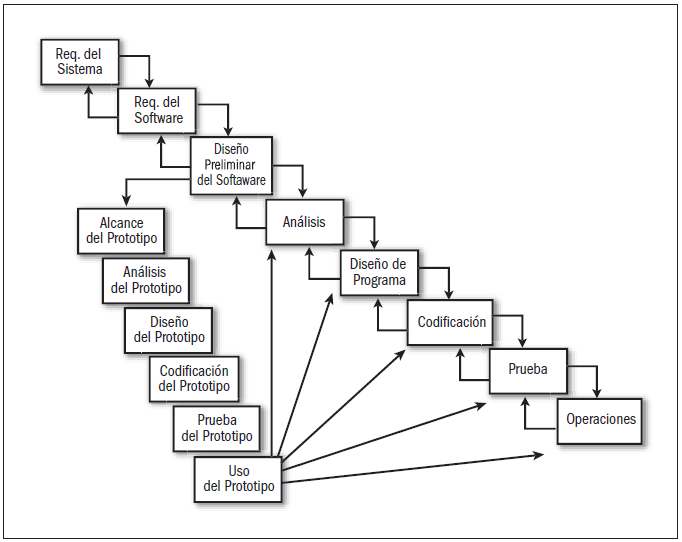 Req. del
Sistema
Req. del
Software
Diseño
Preliminar
del Softaware
Análisis
Diseño de
Programa
Codificación
Prueba
Operaciones
Alcance
del Prototipo
Análisis
del Prototipo
Diseño
del Prototipo
Codificación
del Prototipo
Prueba
del Prototipo
Uso
del Prototipo